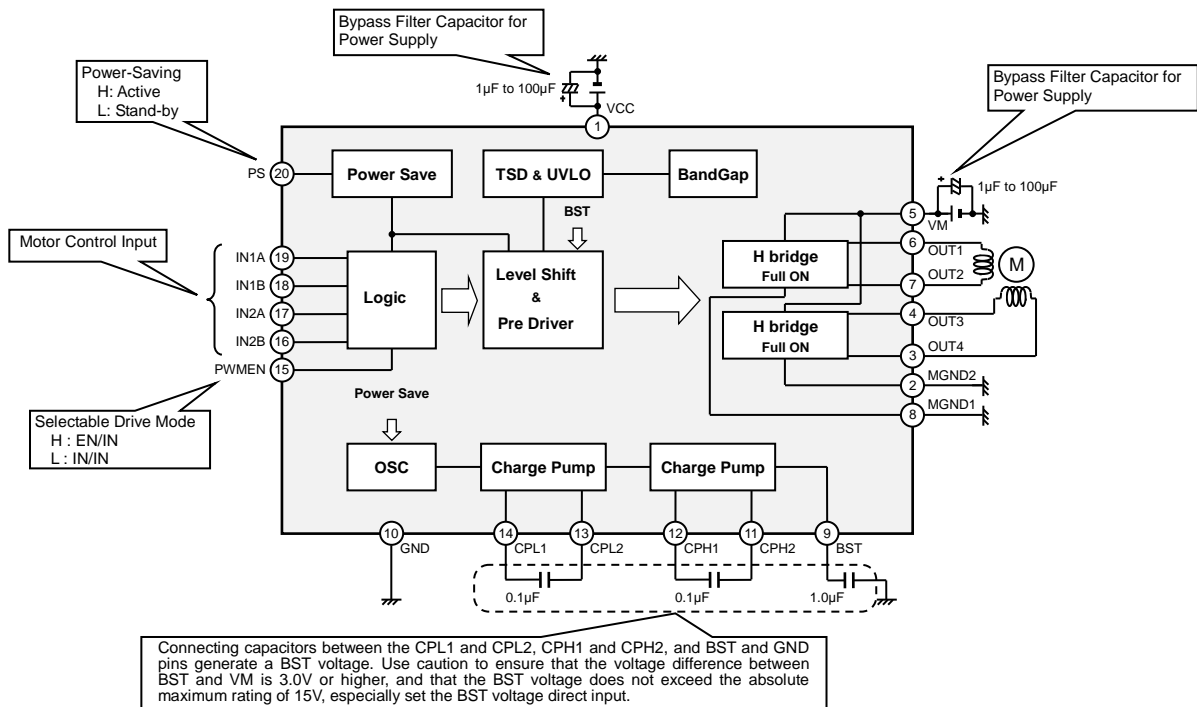 Bypass Filter Capacitor for
Power Supply
Power-Saving
H: Active
L: Stand-by
1µF to 100µF
+
VCC
1
Bypass Filter Capacitor for
Power Supply
+
1µF to 100µF
PS
20
Power Save
TSD & UVLO
BandGap
BST
5
VM
Motor Control Input
IN1A
19
IN1B
18
IN2A
17
IN2B
16
PWMEN
15
Logic
Level Shift
&
Pre Driver
H bridge
Full ON
H bridge
Full ON
6
OUT1
7
OUT2
M
4
OUT3
3
OUT4
2
MGND2
8
MGND1
Selectable Drive Mode
H : EN/IN
L : IN/IN
Power Save
OSC
Charge Pump
Charge Pump
10
GND
14
CPL1
13
CPL2
12
CPH1
11
CPH2
9
BST
0.1µF
0.1µF
1.0µF
Connecting capacitors between the CPL1 and CPL2, CPH1 and CPH2, and BST and GND
pins generate a BST voltage. Use caution to ensure that the voltage difference between
BST and VM is 3.0V or higher, and that the BST voltage does not exceed the absolute
maximum rating of 15V, especially set the BST voltage direct input.